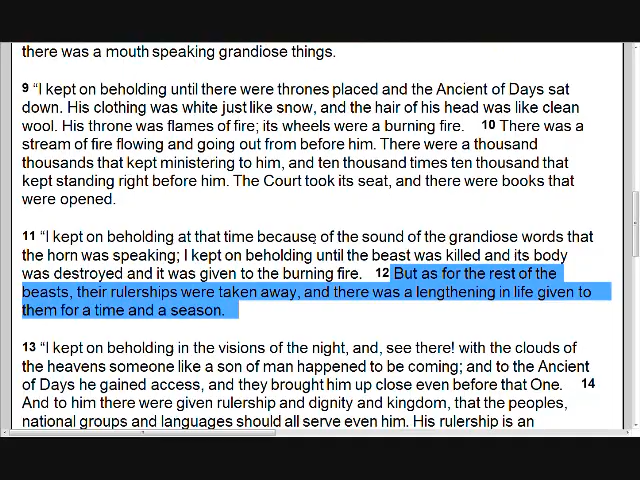 there was a mouth speaking grandiose things.
9 “I kept on beholding until there were thrones placed and the Ancient of Days sat
down. His clothing was white just like snow, and the hair of his head was like clean
wool. His throne was flames of fire; its wheels were a burning fire. 10 There was a
stream of fire flowing and going out from before him. There were a thousand
thousands that kept ministering to him, and ten thousand times ten thousand that
kept standing right before him. The Court took its seat, and there were books that
were opened.
11 “I kept on beholding at that time because of the sound of the grandiose words that
the horn was speaking; I kept on beholding until the beast was killed and its body
was destroyed and it was given to the burning fire. 12 But as for the rest of the
beasts, their rulerships were taken away, and there was a lengthening in life given to
them for a time and a season.
13 “I kept on beholding in the visions of the night, and, see there! with the clouds of
the heavens someone like a son of man happened to be coming; and to the Ancient
of Days he gained access, and they brought him up close even before that One. 14
And to him there were given rulership and dignity and kingdom, that the peoples,
national groups and languages should all serve even him. His rulership is an